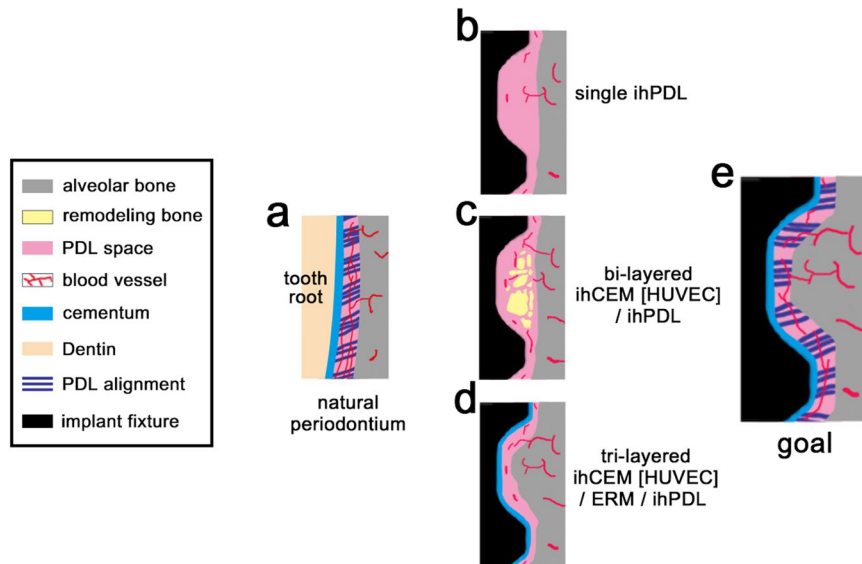 b
single ihPDL
alveolar bone
remodeling bone
PDL space
blood vessel
cementum
Dentin
PDL alignment
implant fixture
a
tooth
root
natural
periodontium
c
bi-layered
ihCEM [HUVEC]
/ ihPDL
d
tri-layered
ihCEM [HUVEC]
/ ERM / ihPDL
e
goal